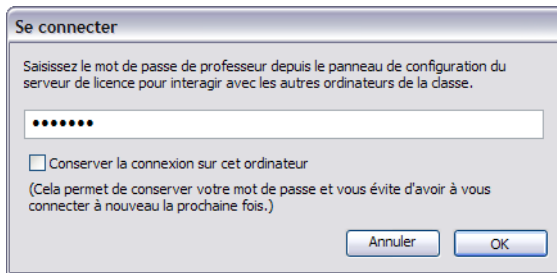 Se connecter
Saisissez le mot de passe de professeur depuis le panneau de configuration du
serveur de licence pour interagir avec les autres ordinateurs de la classe.
•••••••
Conserver la connexion sur cet ordinateur
(Cela permet de conserver votre mot de passe et vous évite d'avoir à vous
connecter à nouveau la prochaine fois.)
Annuler OK